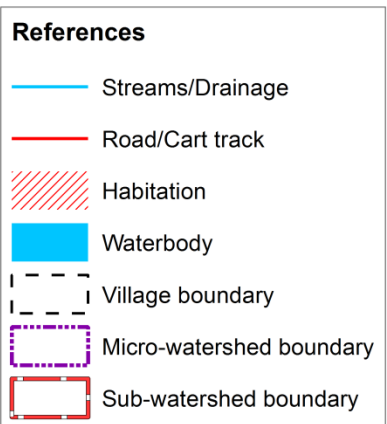 References
Streams/Drainage
Road/Cart track
Habitation
Waterbody
Village boundary
Micro-watershed boundary
Sub-watershed boundary